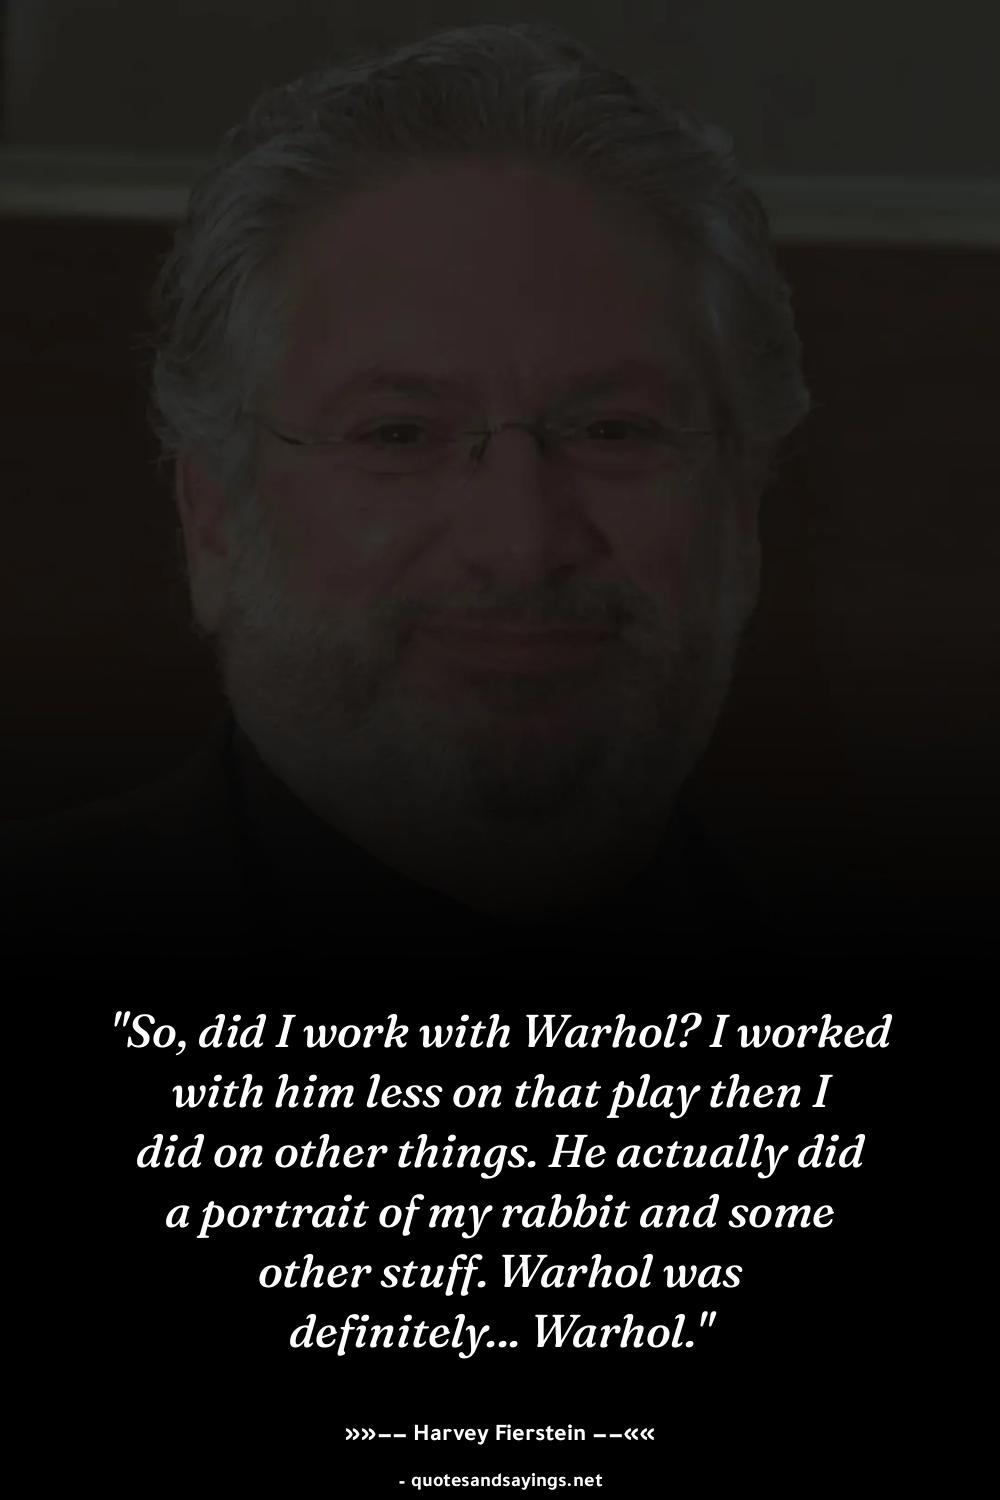 "So, did I work with Warhol? I worked
with him less on that play then I
did on other things. He actually did
a portrait of my rabbit and some
other stuff. Warhol was
definitely... Warhol."
»»–– Harvey Fierstein ––««
- quotesandsayings.net